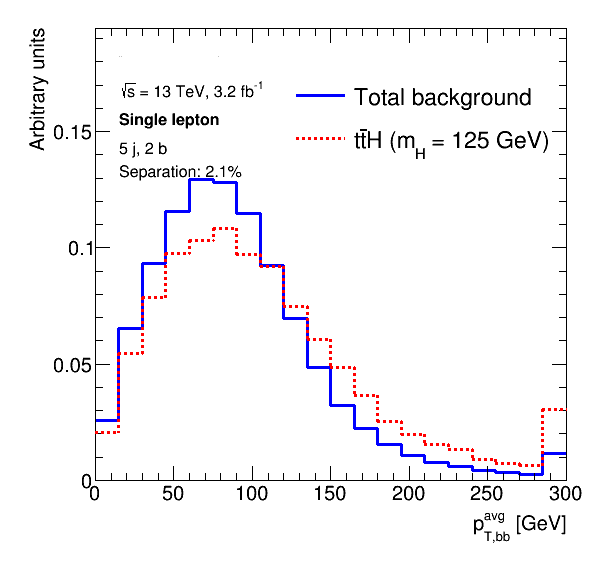 Arbitrary units
√s = 13 TeV, 3.2 fb⁻¹
Single lepton
5 j, 2 b
Separation: 2.1%
Total background
tt̄H (m_H = 125 GeV)
0.15
0.1
0.05
0
0 50 100 150 200 250 300
p_T,bb^avg [GeV]